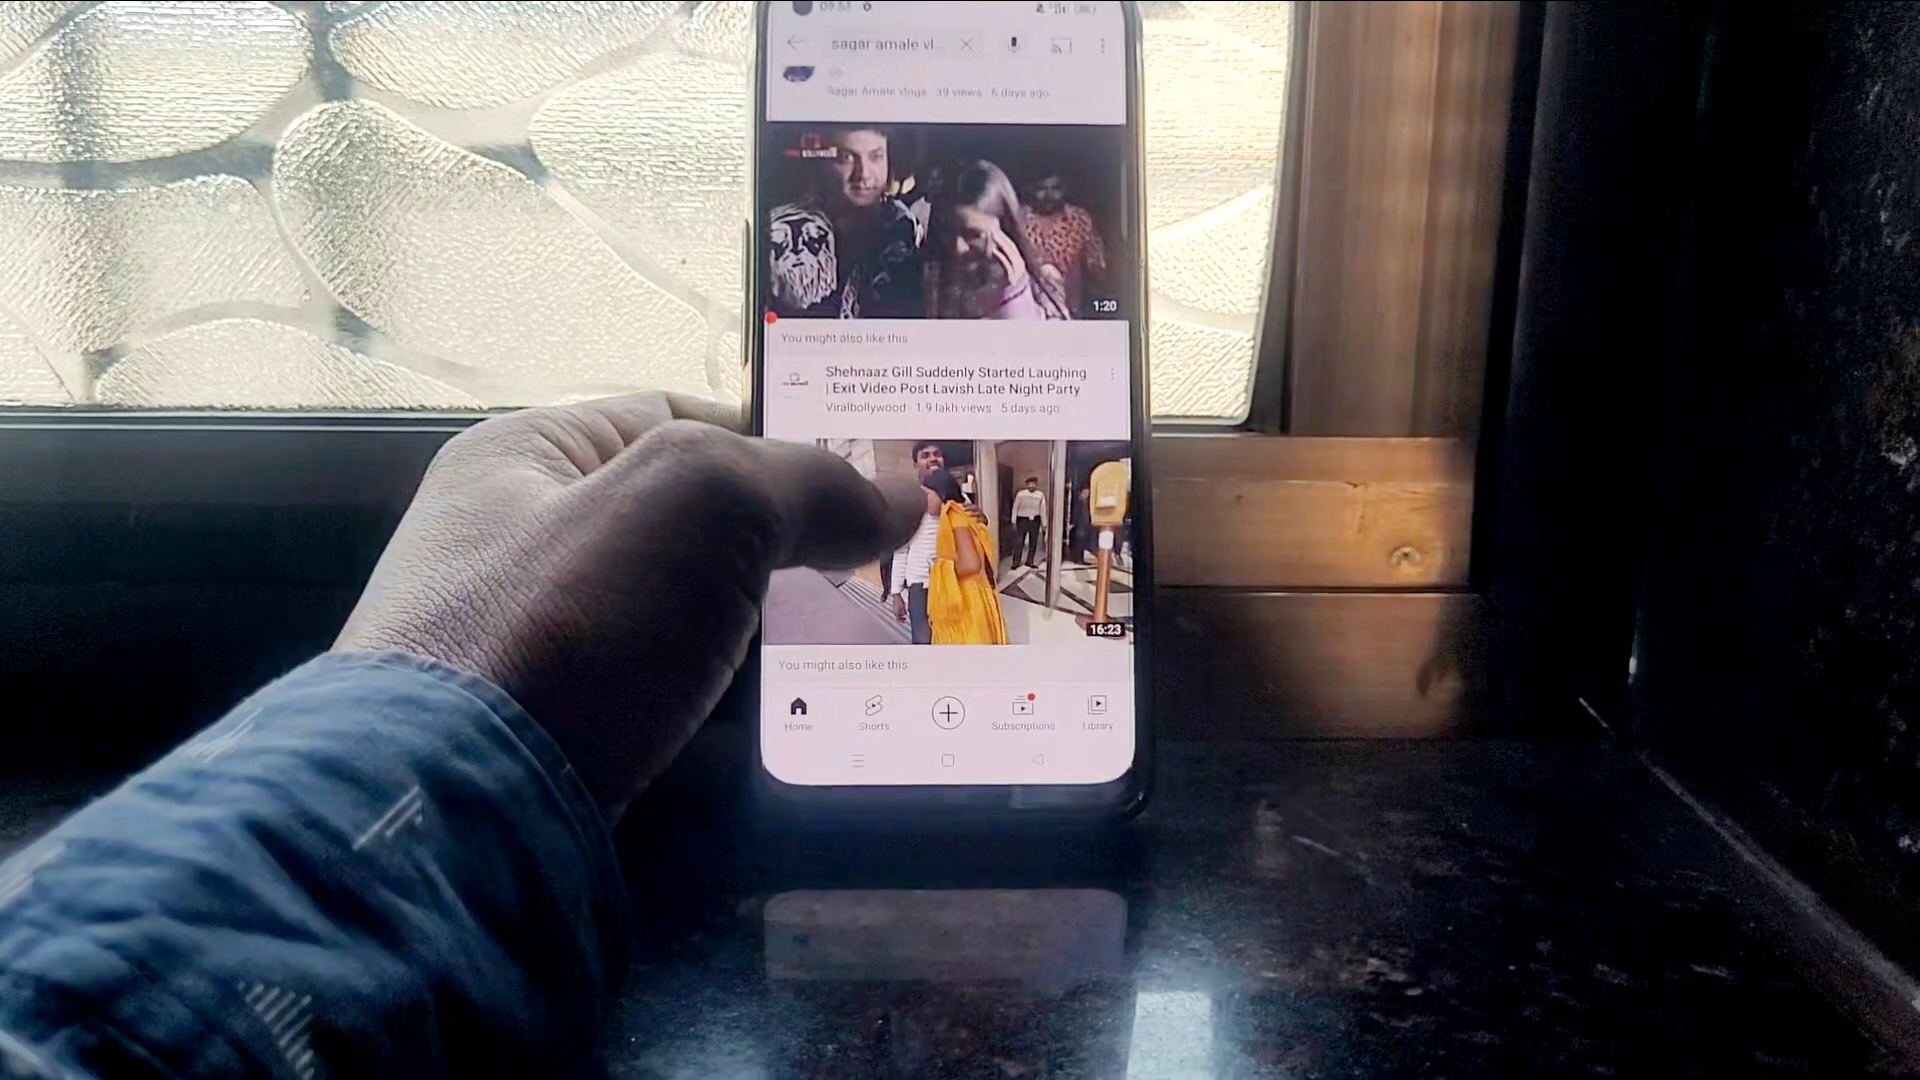 09:53
sagar amale vl...
Sagar Amale vlogs · 39 views · 6 days ago
1:20
You might also like this
Shehnaaz Gill Suddenly Started Laughing
| Exit Video Post Lavish Late Night Party
Viralbollywood · 1.9 lakh views · 5 days ago
16:23
You might also like this
Home
Shorts
Subscriptions
Library